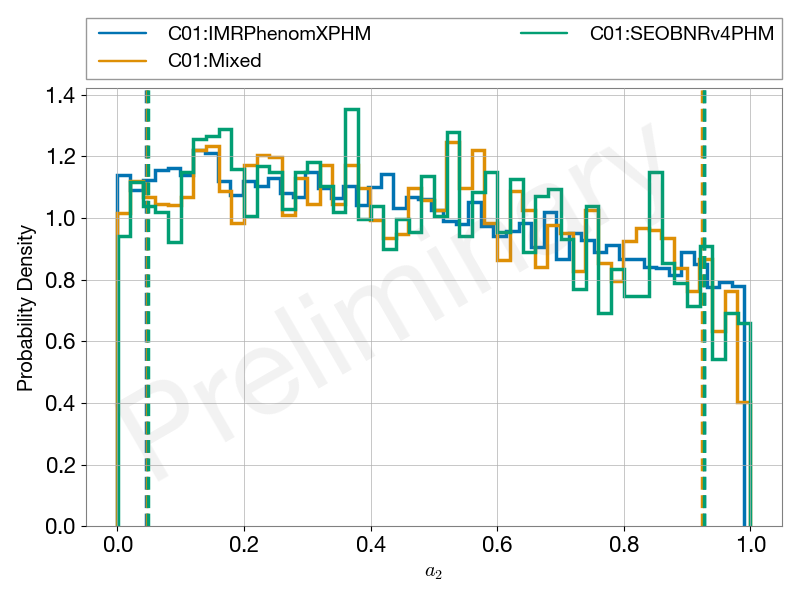 C01:IMRPhenomXPHM
C01:Mixed
C01:SEOBNRv4PHM
1.4
1.2
1.0
0.8
0.6
0.4
0.2
0.0
Probability Density
Preliminary
0.0 0.2 0.4 0.6 0.8 1.0
a₂